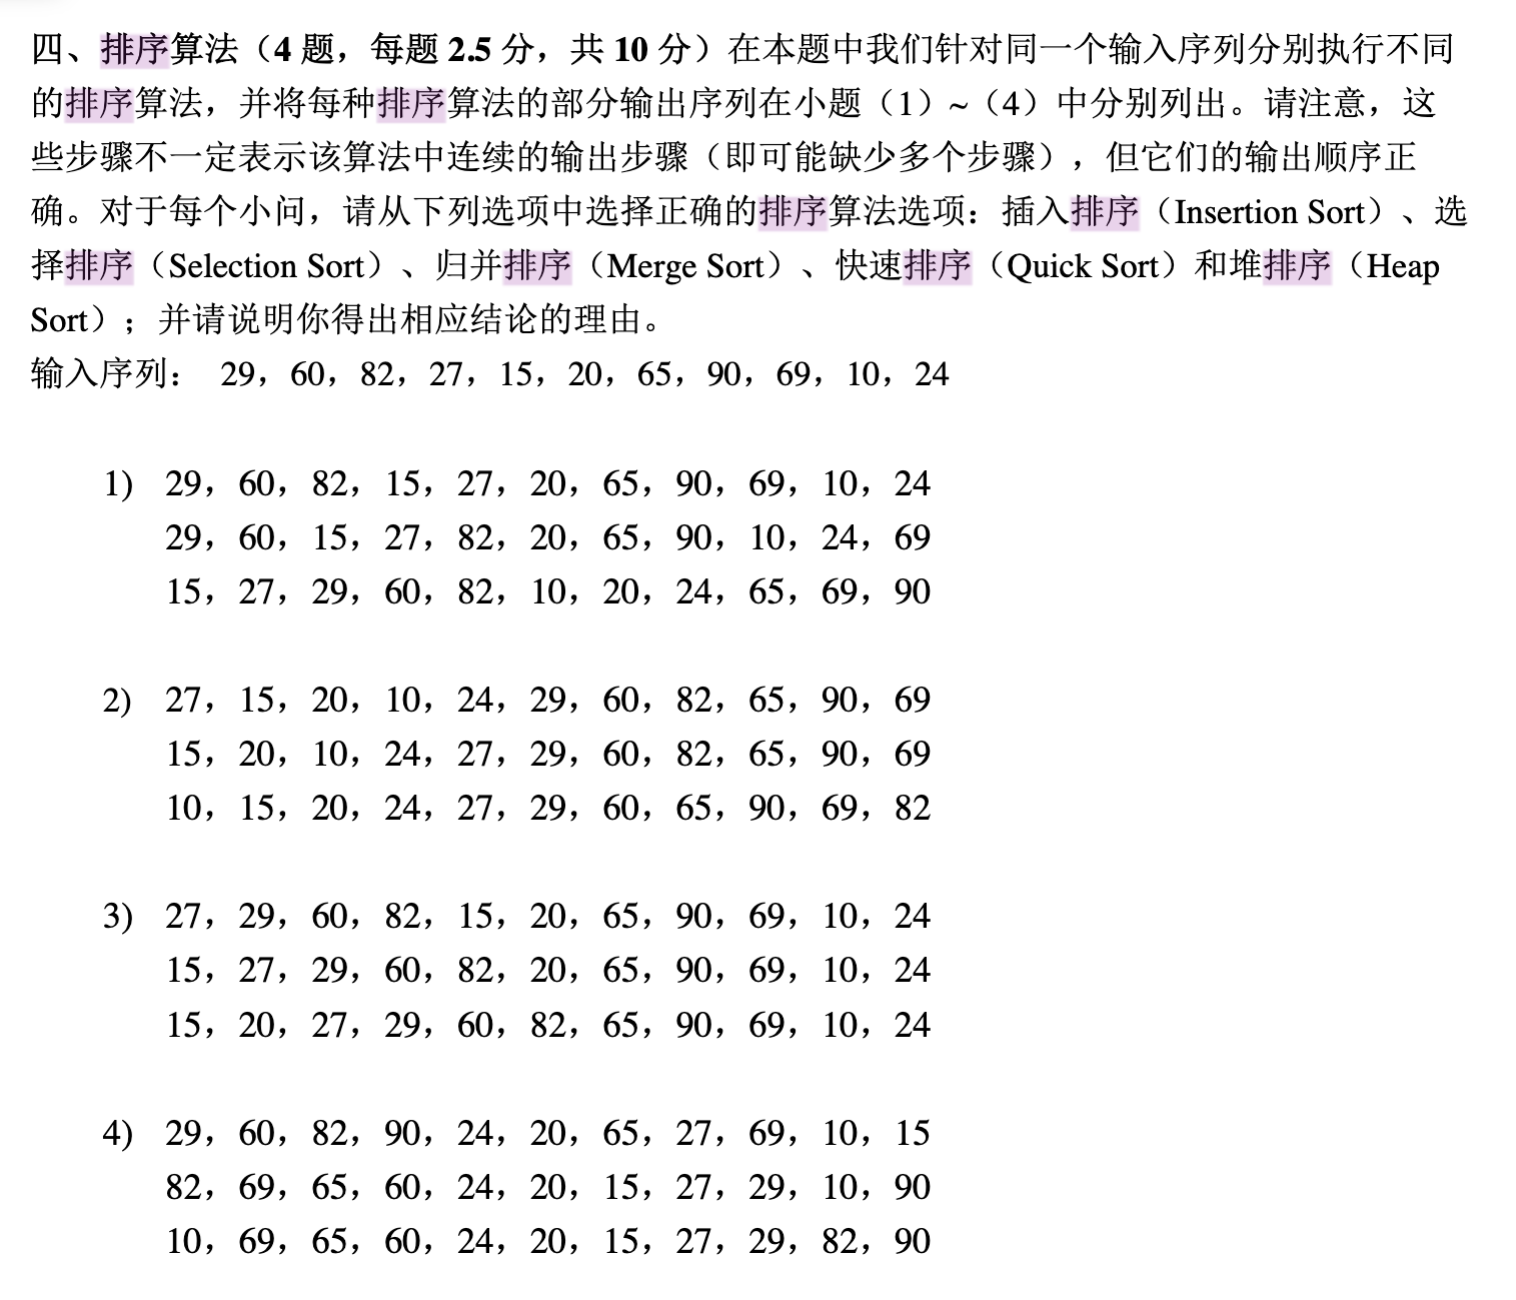 四、排序算法（4 题，每题 2.5 分，共 10 分）在本题中我们针对同一个输入序列分别执行不同
的排序算法，并将每种排序算法的部分输出序列在小题（1）~（4）中分别列出。请注意，这
些步骤不一定表示该算法中连续的输出步骤（即可能缺少多个步骤），但它们的输出顺序正
确。对于每个小问，请从下列选项中选择正确的排序算法选项：插入排序（Insertion Sort）、选
择排序（Selection Sort）、归并排序（Merge Sort）、快速排序（Quick Sort）和堆排序（Heap
Sort）；并请说明你得出相应结论的理由。
输入序列： 29，60，82，27，15，20，65，90，69，10，24
1) 29，60，82，15，27，20，65，90，69，10，24
29，60，15，27，82，20，65，90，10，24，69
15，27，29，60，82，10，20，24，65，69，90
2) 27，15，20，10，24，29，60，82，65，90，69
15，20，10，24，27，29，60，82，65，90，69
10，15，20，24，27，29，60，65，90，69，82
3) 27，29，60，82，15，20，65，90，69，10，24
15，27，29，60，82，20，65，90，69，10，24
15，20，27，29，60，82，65，90，69，10，24
4) 29，60，82，90，24，20，65，27，69，10，15
82，69，65，60，24，20，15，27，29，10，90
10，69，65，60，24，20，15，27，29，82，90